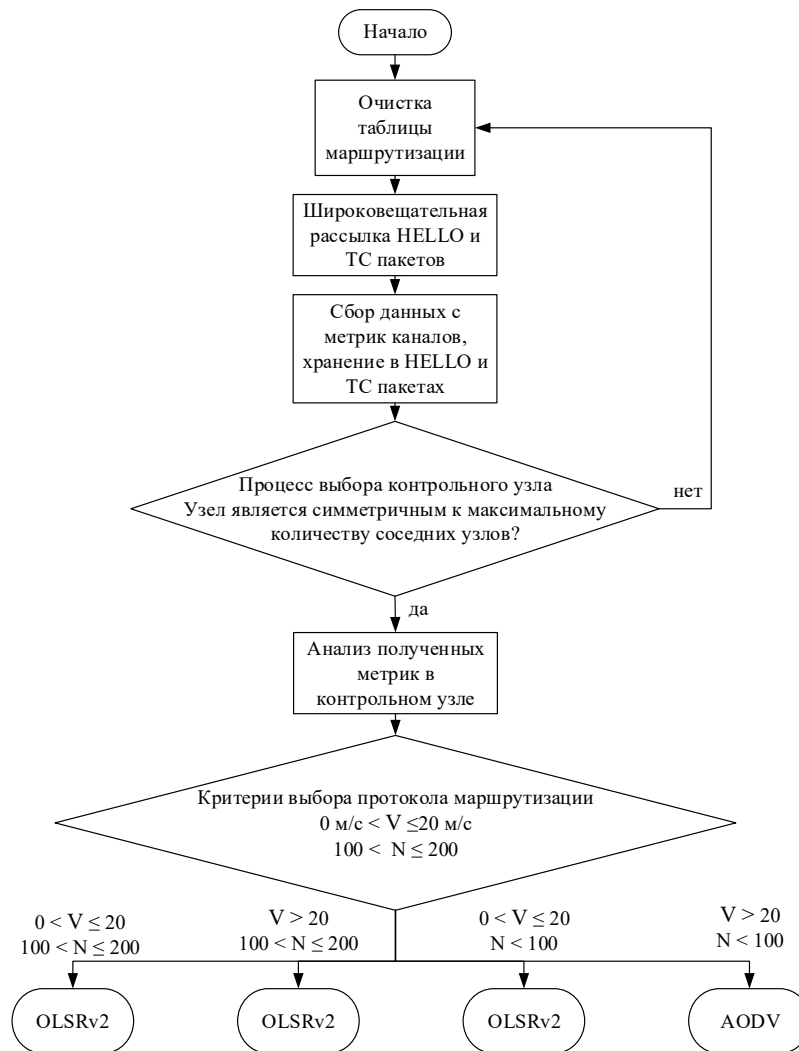 Начало
Очистка
таблицы
маршрутизации
Широковещательная
рассылка HELLO и
TC пакетов
Сбор данных с
метрик каналов,
хранение в HELLO и
TC пакетах
Процесс выбора контрольного узла
Узел является симметричным к максимальному
количеству соседних узлов?
нет
да
Анализ полученных
метрик в
контрольном узле
Критерии выбора протокола маршрутизации
0 м/с < V ≤20 м/с
100 < N ≤ 200
0 < V ≤ 20
100 < N ≤ 200
V > 20
100 < N ≤ 200
0 < V ≤ 20
N < 100
V > 20
N < 100
OLSRv2
OLSRv2
OLSRv2
AODV